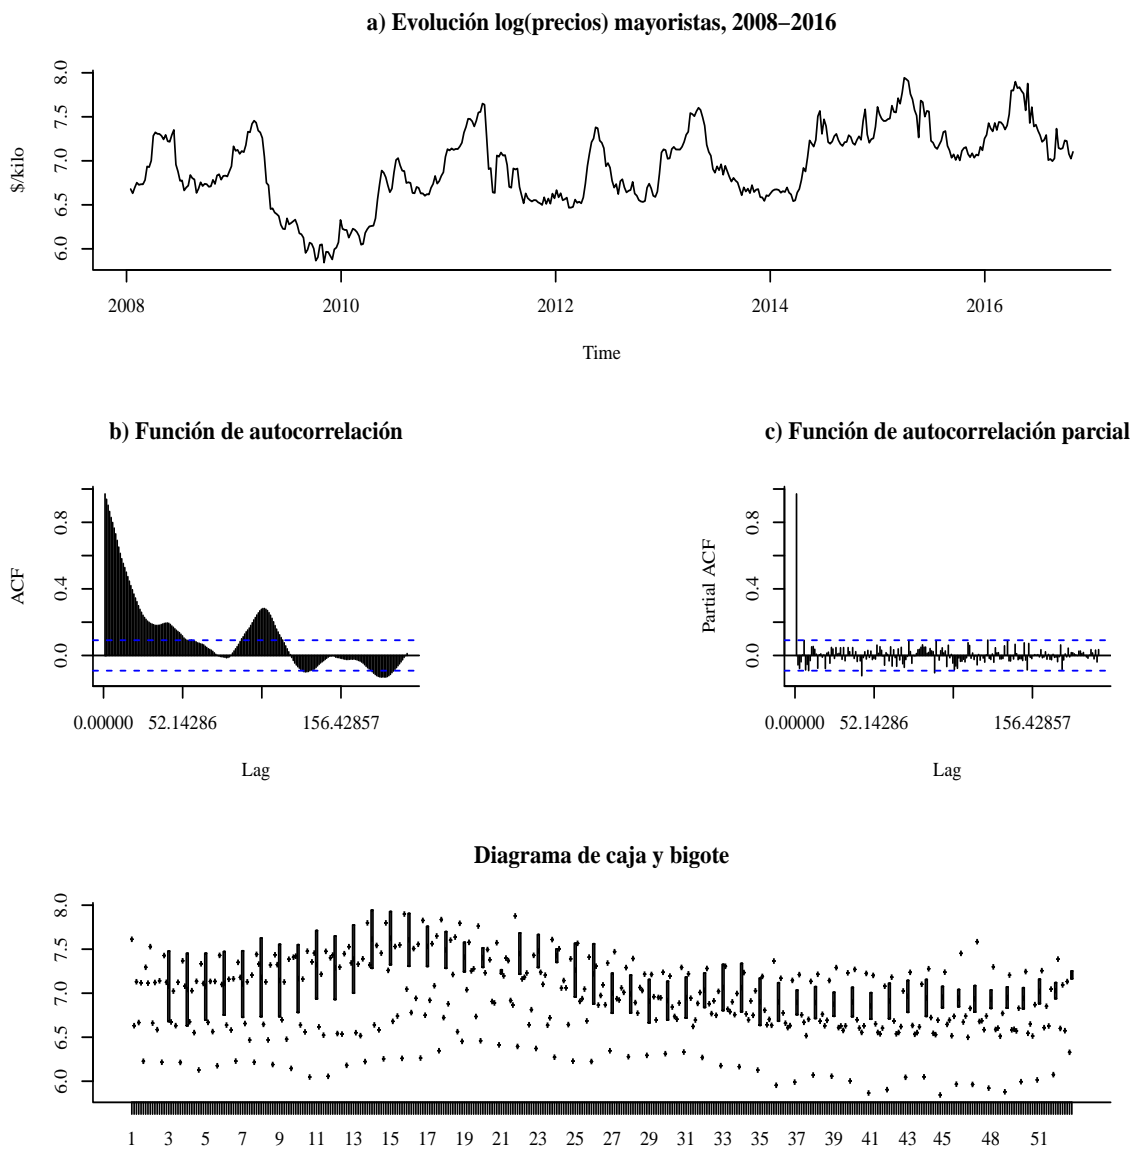 a) Evolución log(precios) mayoristas, 2008−2016
8.0
7.5
7.0
6.5
6.0
$/kilo
2008 2010 2012 2014 2016
Time
b) Función de autocorrelación
0.8
0.4
0.0
ACF
0.00000 52.14286 156.42857
Lag
c) Función de autocorrelación parcial
0.8
0.4
0.0
Partial ACF
0.00000 52.14286 156.42857
Lag
Diagrama de caja y bigote
8.0
7.5
7.0
6.5
6.0
1 3 5 7 9 11 13 15 17 19 21 23 25 27 29 31 33 35 37 39 41 43 45 48 51